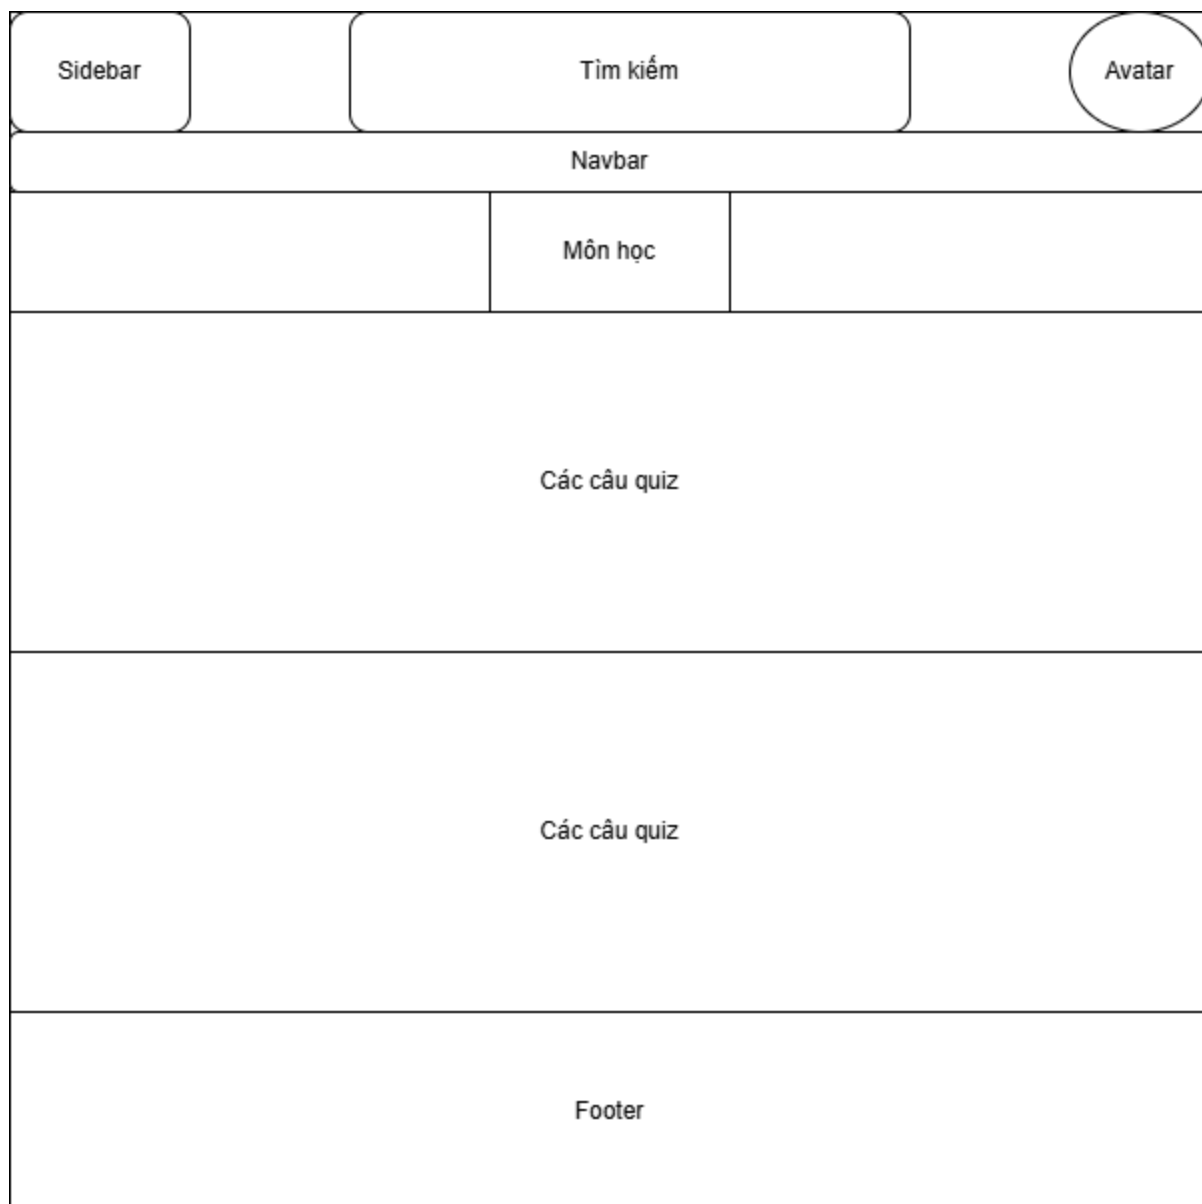 Sidebar
Tìm kiếm
Avatar
Navbar
Môn học
Các câu quiz
Các câu quiz
Footer